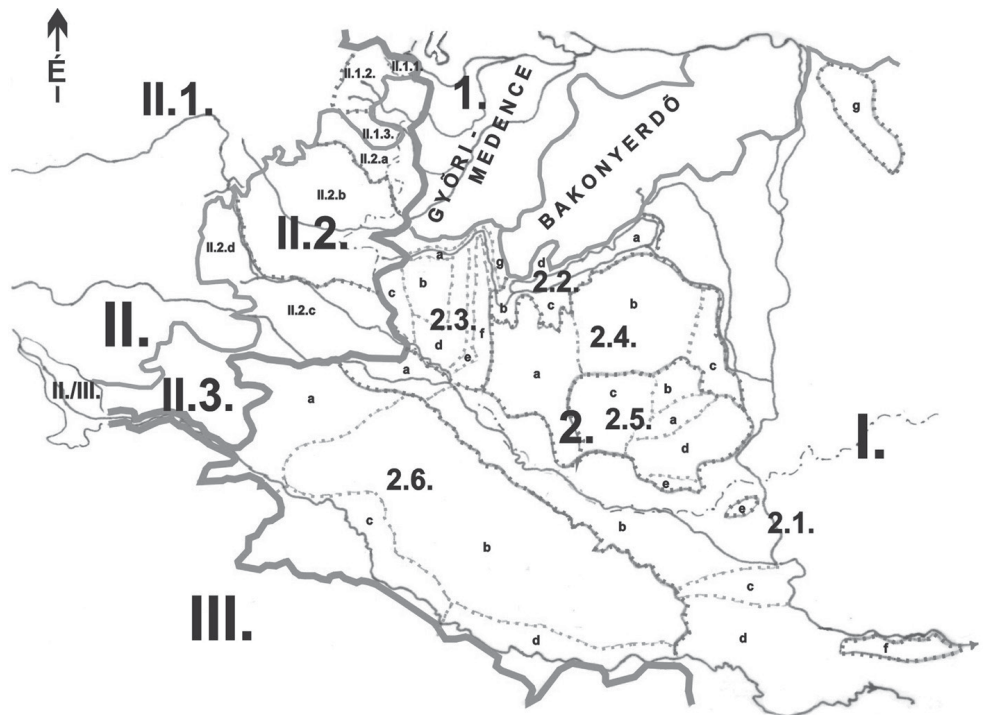 É
II.1.
II.1.2.
II.1.1.
1.
GYŐRI-
MEDENCE
BAKONYERDŐ
g
II.1.3.
II.2.a
II.2.b
II.2.
II.2.d
a
g
d
a
2.2.
c
b
b
c
b
2.3.
f
2.4.
II.2.c
d
e
II.
a
a
c
b
c
II./III.
II.3.
a
2.
2.5.
a
I.
d
2.6.
e
e
2.1.
c
b
b
c
III.
d
d
f